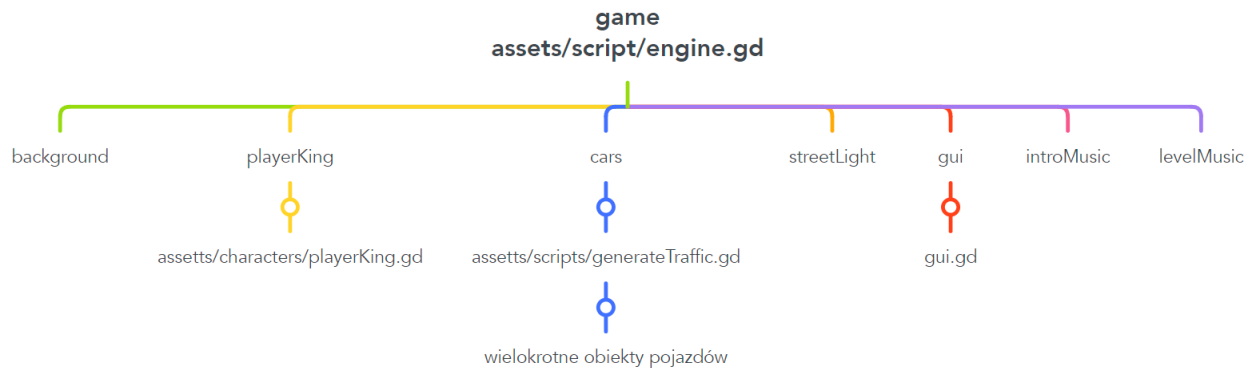 game
assets/script/engine.gd
background
playerKing
cars
streetLight
gui
introMusic
levelMusic
assetts/characters/playerKing.gd
assetts/scripts/generateTraffic.gd
gui.gd
wielokrotne obiekty pojazdów